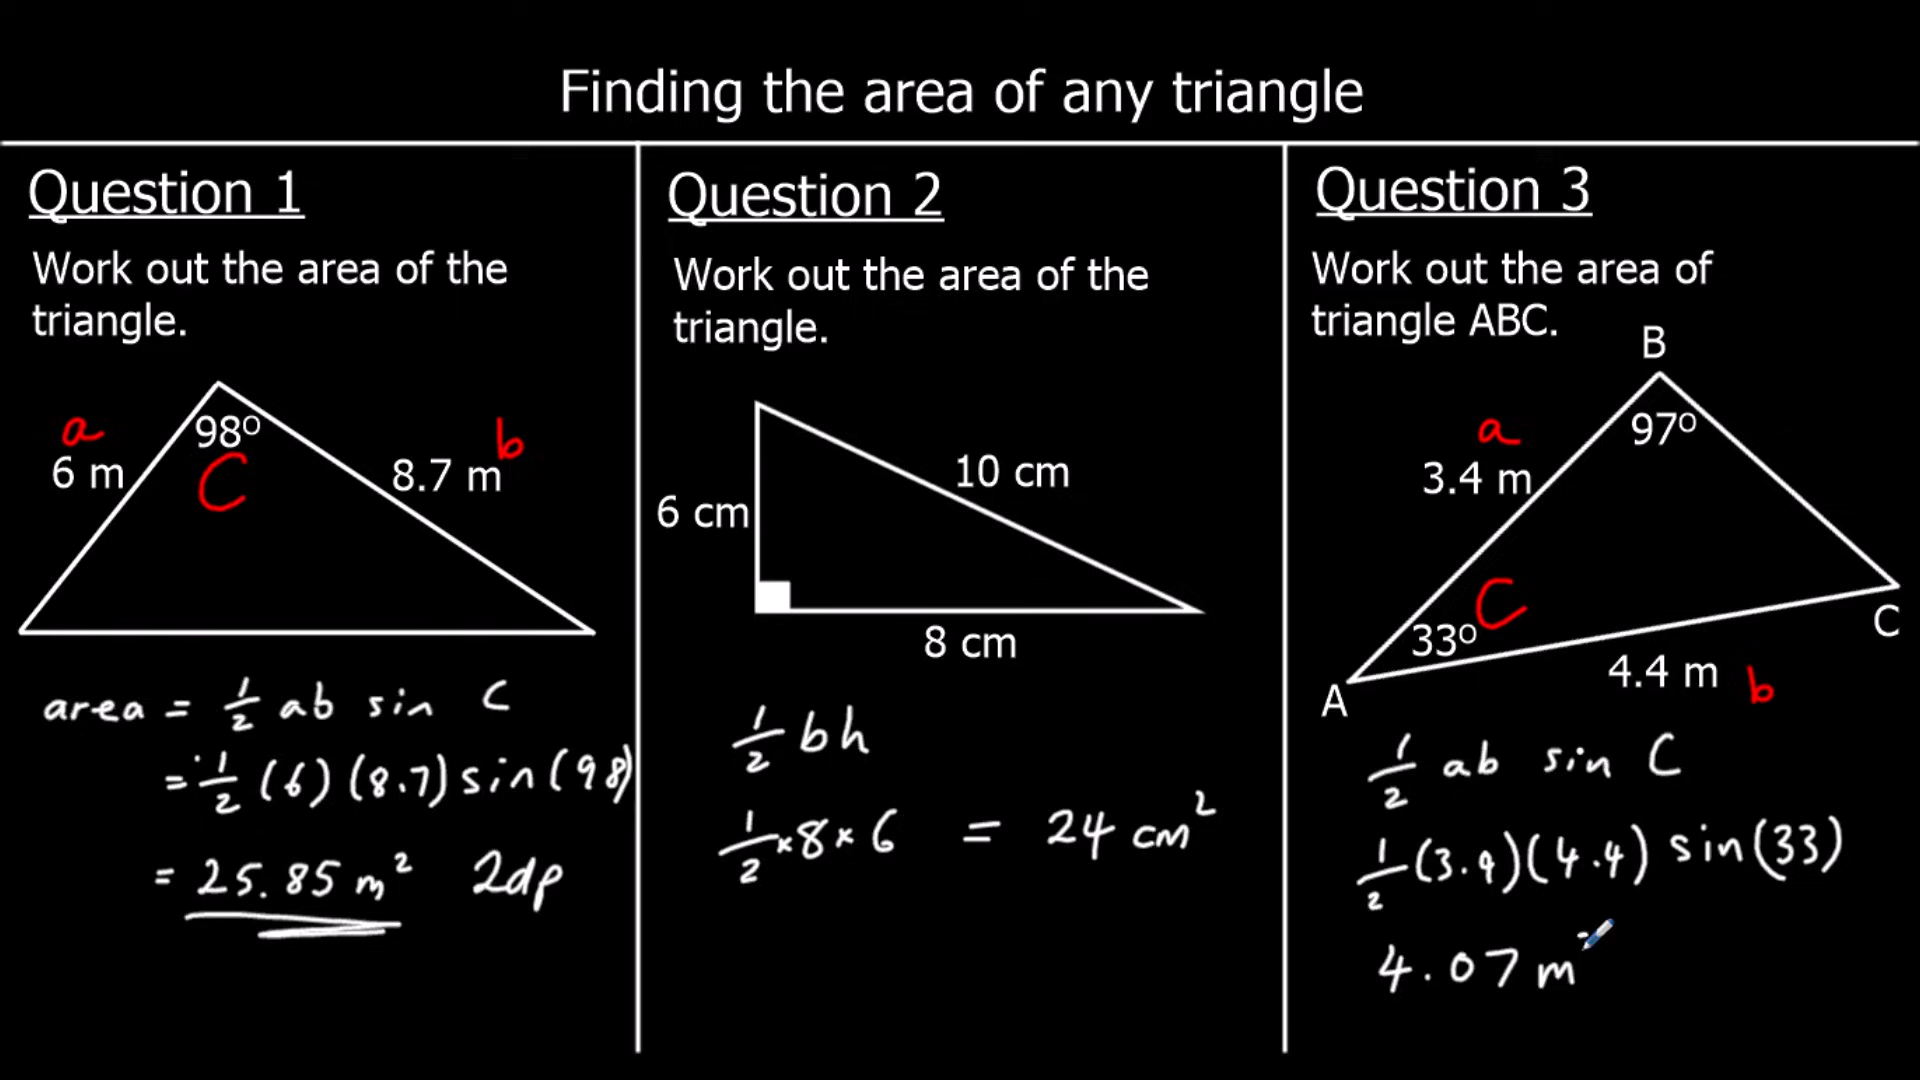 Finding the area of any triangle
Question 1
Work out the area of the
triangle.
a
6 m
98º
C
b
8.7 m
area = ½ ab sin C
= ½ (6)(8.7) sin(98)
= 25.85 m² 2dp
Question 2
Work out the area of the
triangle.
6 cm
10 cm
8 cm
½ bh
½ × 8 × 6 = 24 cm²
Question 3
Work out the area of
triangle ABC.
B
97º
a
3.4 m
C
33º
A
C
4.4 m b
½ ab sin C
½ (3.4)(4.4) sin(33)
4.07 m